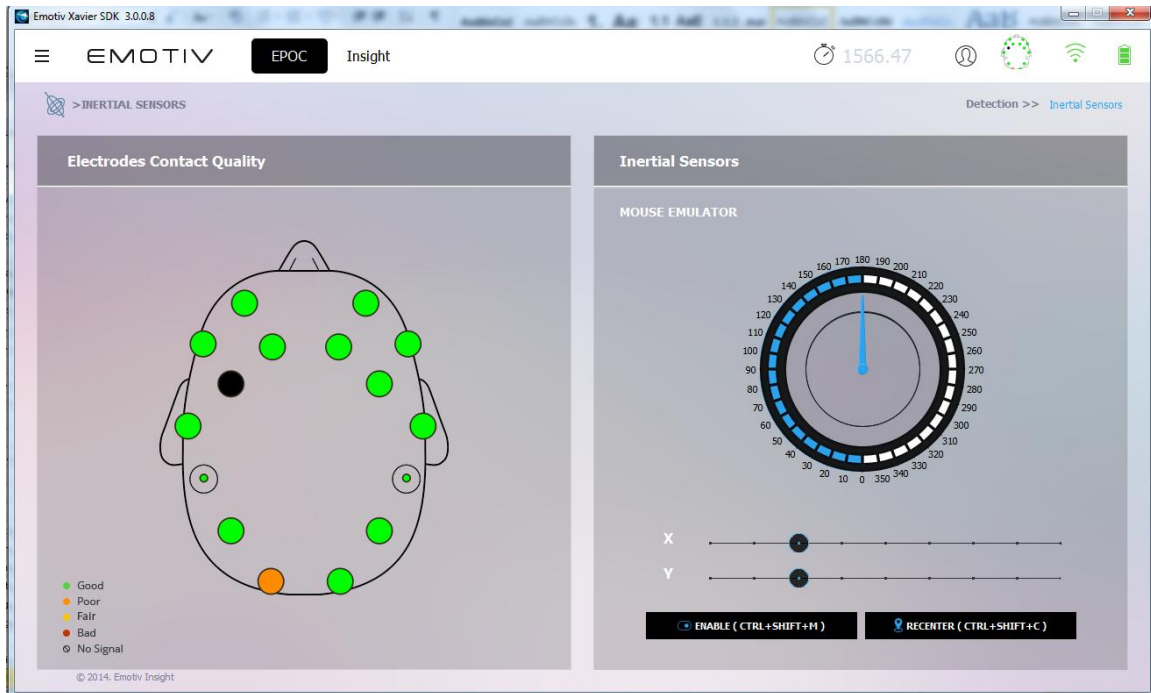 Emotiv Xavier SDK 3.0.0.8
EMOTIV
EPOC
Insight
1566.47
>INERTIAL SENSORS
Detection >> Inertial Sensors
Electrodes Contact Quality
Good
Poor
Fair
Bad
No Signal
Inertial Sensors
MOUSE EMULATOR
0
10
20
30
40
50
60
70
80
90
100
110
120
130
140
150
160
170
180
190
200
210
220
230
240
250
260
270
280
290
300
310
320
330
340
350
X
Y
ENABLE ( CTRL+SHIFT+M )
RECENTER ( CTRL+SHIFT+C )
© 2014. Emotiv Insight